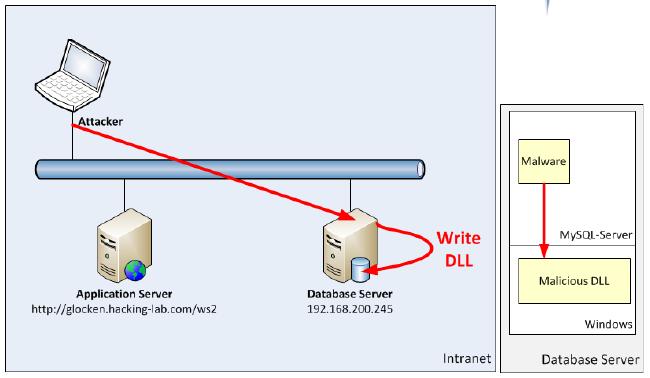 Attacker
Write
DLL
Application Server
http://glocken.hacking-lab.com/ws2
Database Server
192.168.200.245
Intranet
Malware
MySQL-Server
Malicious DLL
Windows
Database Server